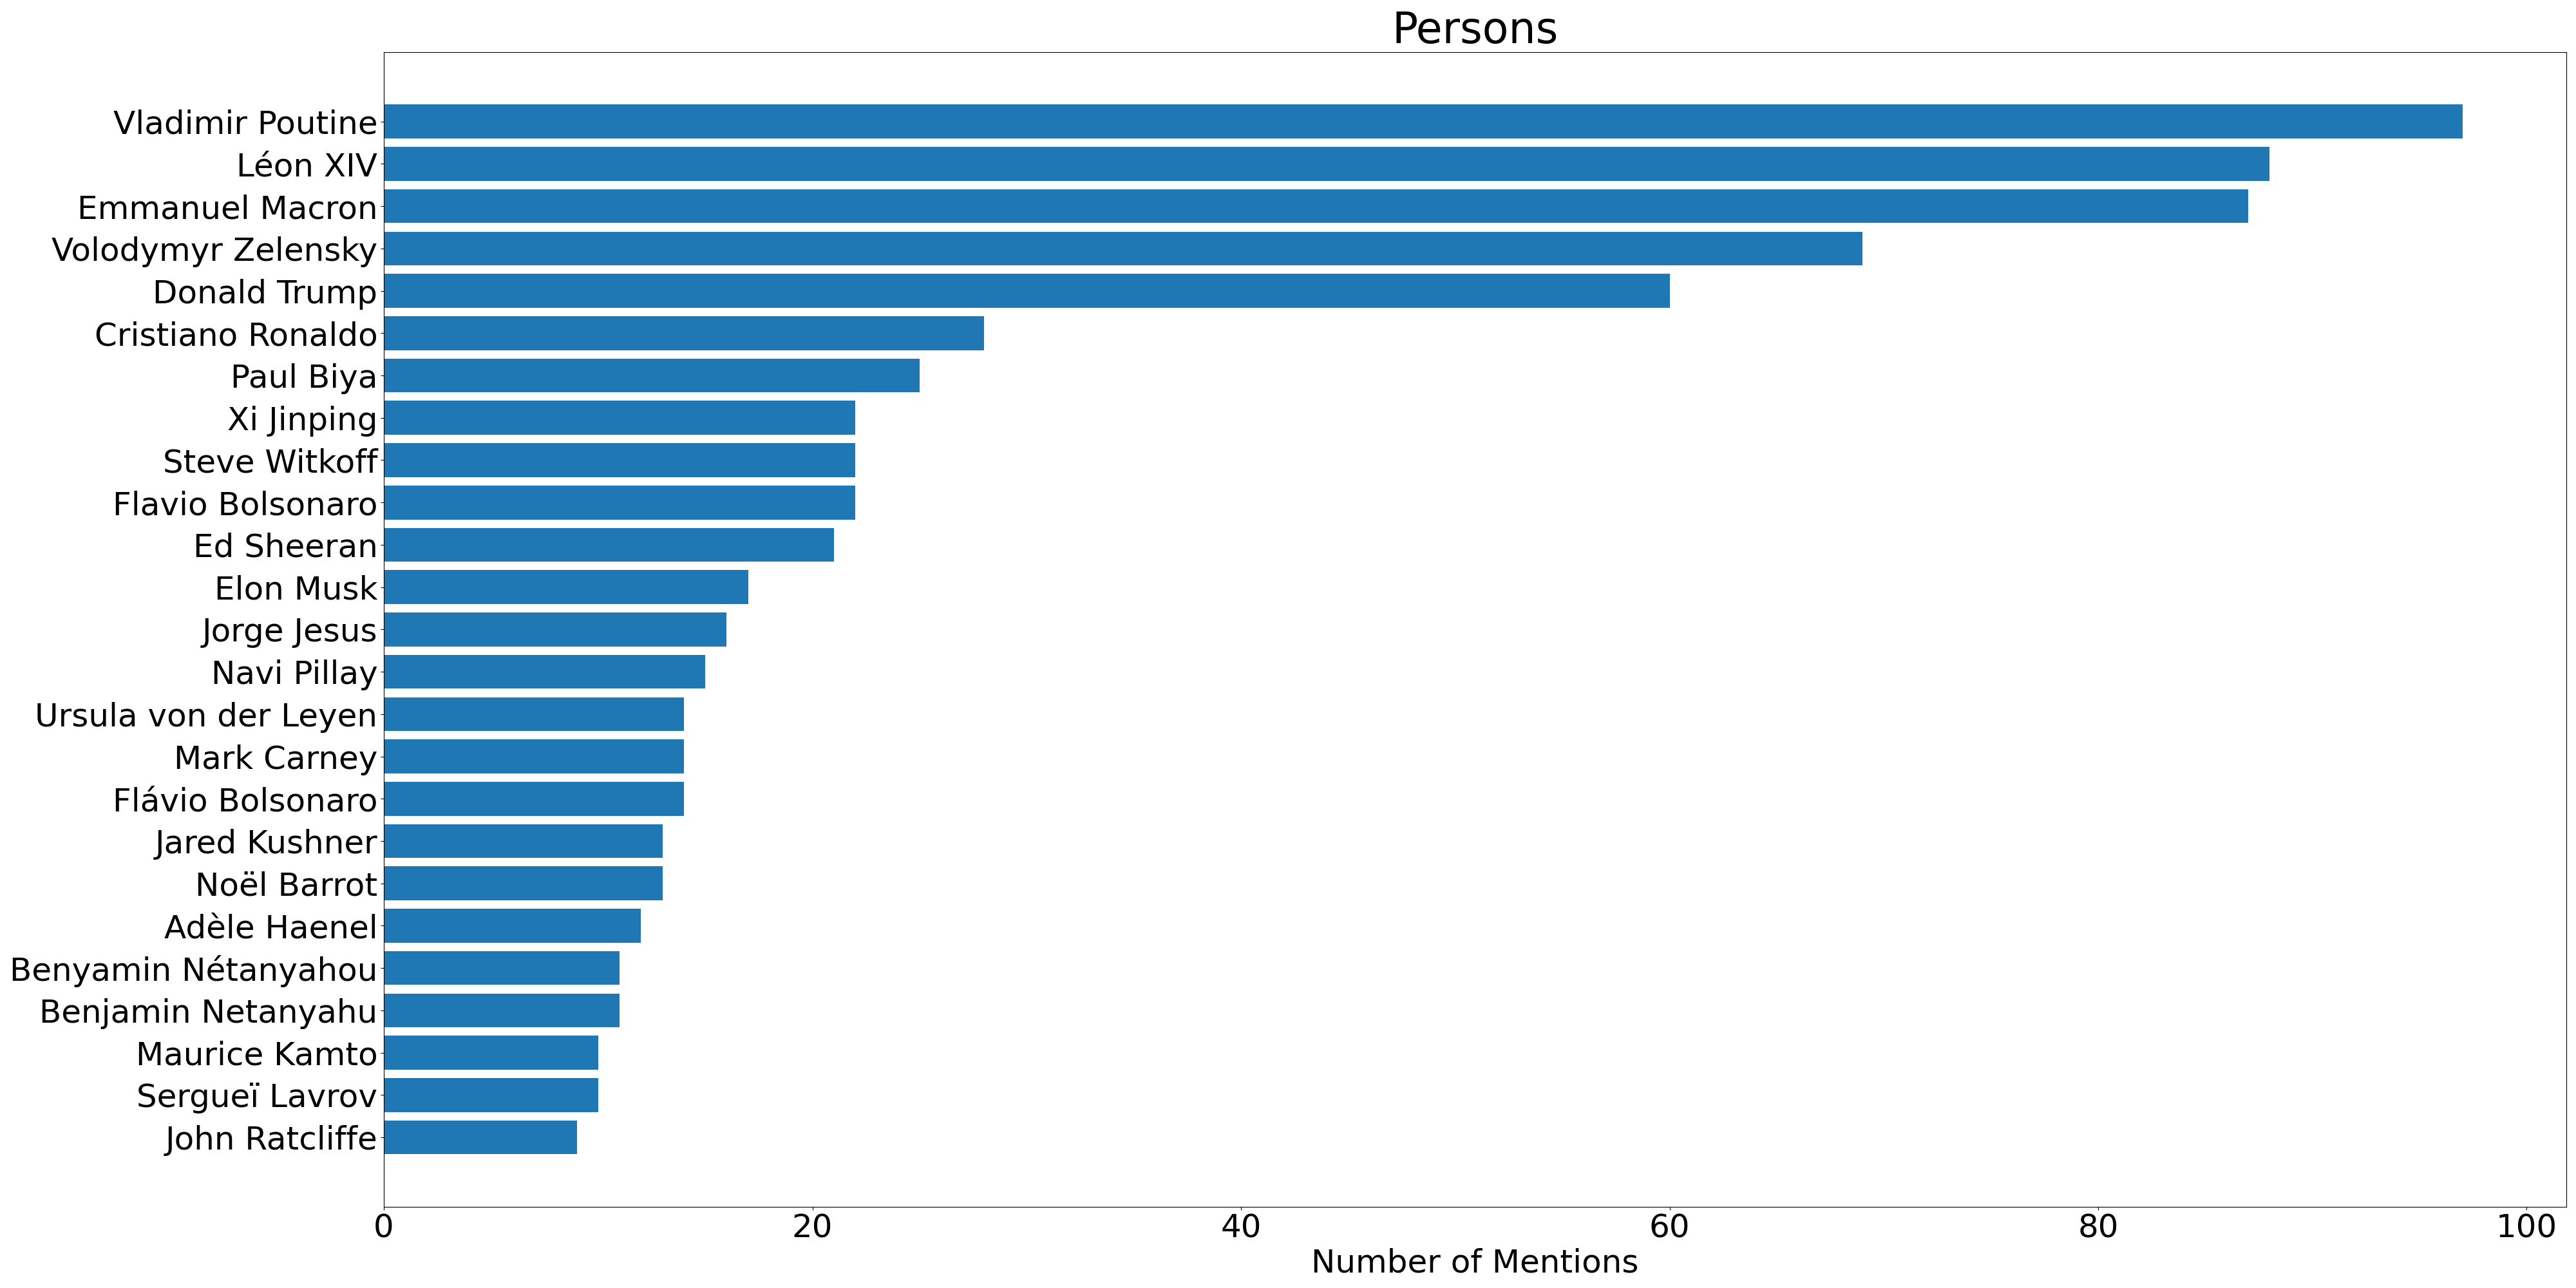 Persons
Vladimir Poutine
Léon XIV
Emmanuel Macron
Volodymyr Zelensky
Donald Trump
Cristiano Ronaldo
Paul Biya
Xi Jinping
Steve Witkoff
Flavio Bolsonaro
Ed Sheeran
Elon Musk
Jorge Jesus
Navi Pillay
Ursula von der Leyen
Mark Carney
Flávio Bolsonaro
Jared Kushner
Noël Barrot
Adèle Haenel
Benyamin Nétanyahou
Benjamin Netanyahu
Maurice Kamto
Sergueï Lavrov
John Ratcliffe
0 20 40 60 80 100
Number of Mentions